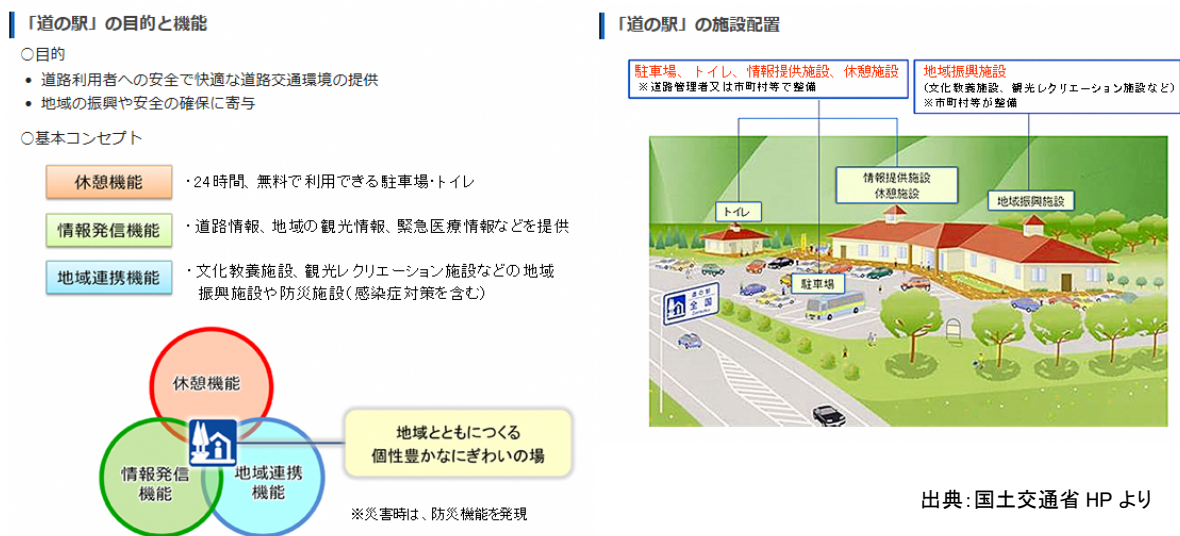 「道の駅」の目的と機能
○目的
• 道路利用者への安全で快適な道路交通環境の提供
• 地域の振興や安全の確保に寄与
○基本コンセプト
休憩機能
・24時間、無料で利用できる駐車場・トイレ
情報発信機能
・道路情報、地域の観光情報、緊急医療情報などを提供
地域連携機能
・文化教養施設、観光レクリエーション施設などの地域
振興施設や防災施設(感染症対策を含む)
休憩機能
情報発信
機能
地域連携
機能
地域とともにつくる
個性豊かなにぎわいの場
※災害時は、防災機能を発現
「道の駅」の施設配置
駐車場、トイレ、情報提供施設、休憩施設
※道路管理者又は市町村等で整備
地域振興施設
(文化教養施設、観光レクリエーション施設など)
※市町村等が整備
情報提供施設
休憩施設
トイレ
地域振興施設
駐車場
道の駅
全国
出典:国土交通省 HP より